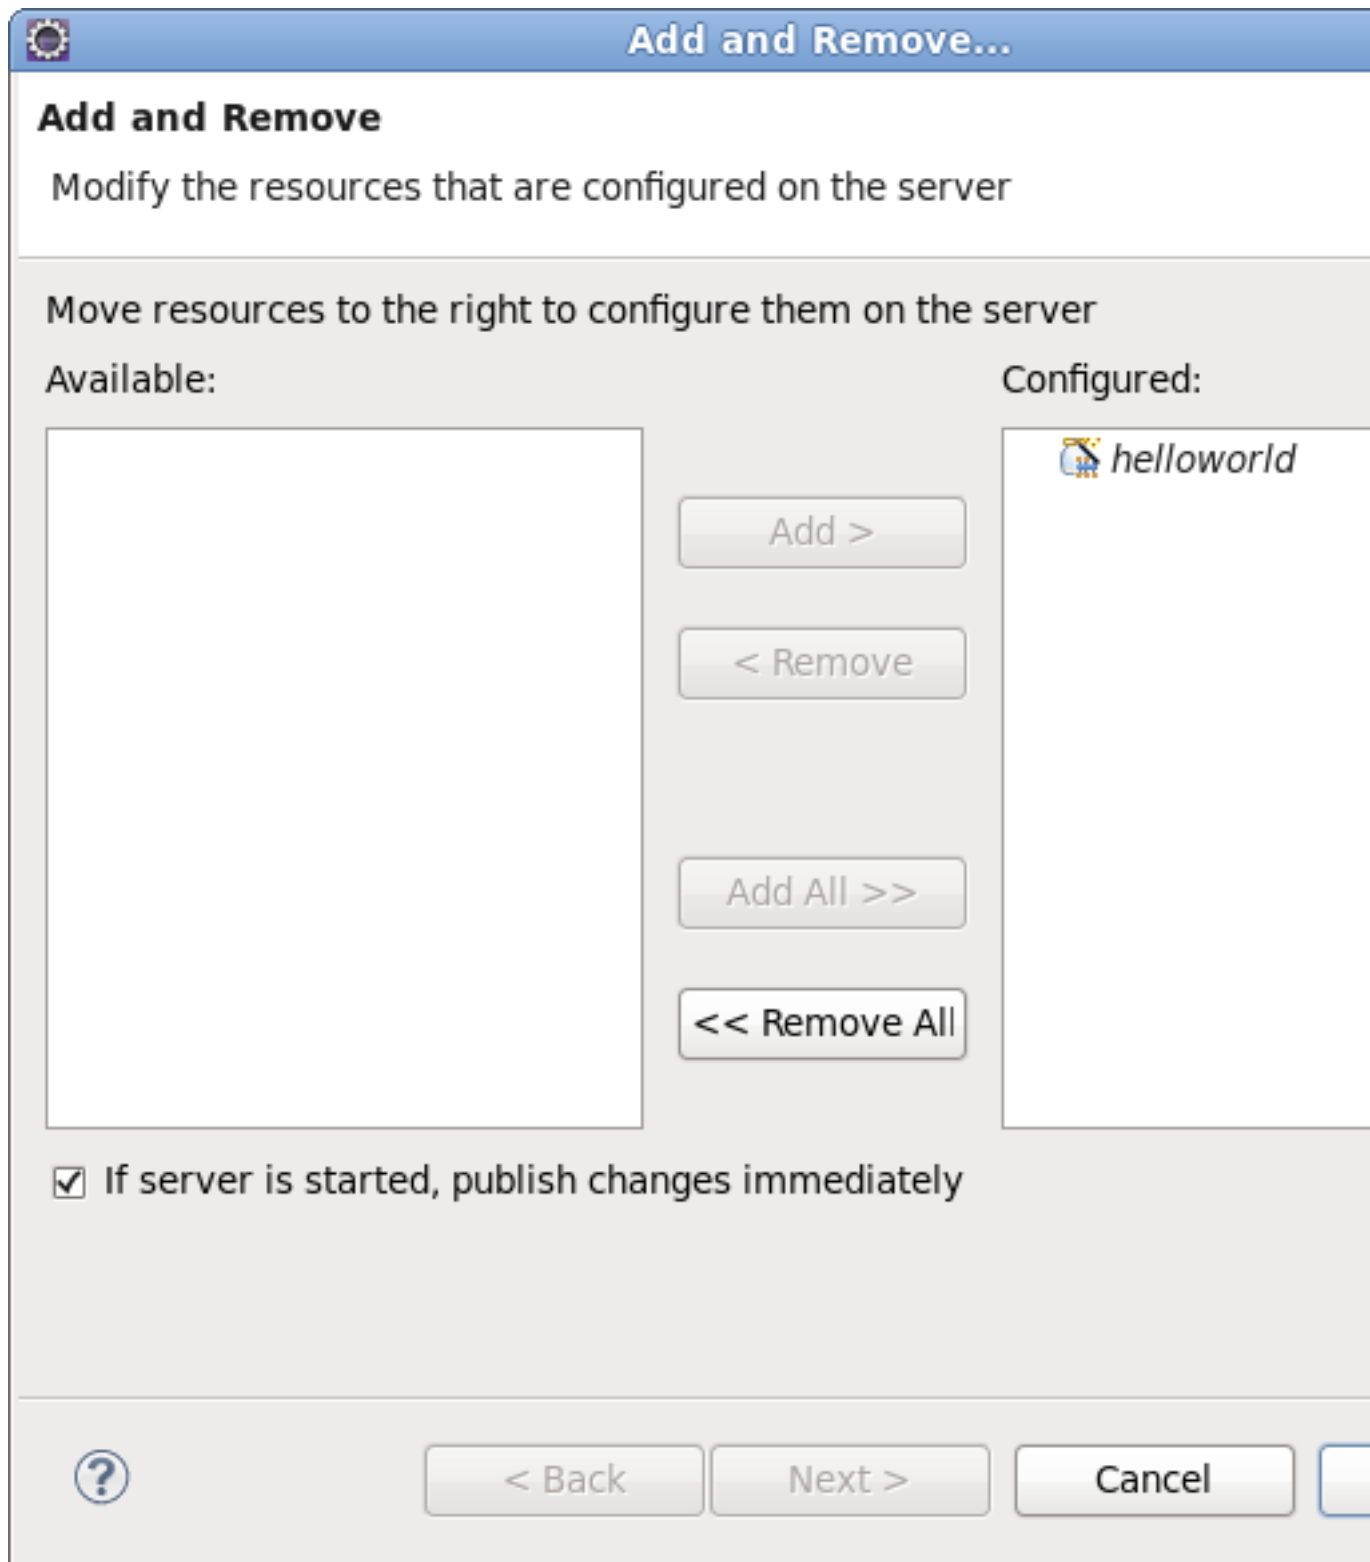 Add and Remove...
Add and Remove
Modify the resources that are configured on the server
Move resources to the right to configure them on the server
Available:
Configured:
helloworld
Add >
< Remove
Add All >>
<< Remove All
If server is started, publish changes immediately
?
< Back
Next >
Cancel